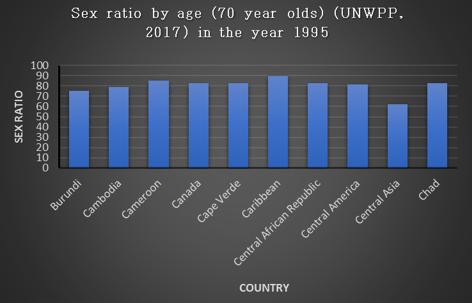 Sex ratio by age (70 year olds) (UNWPP,
2017) in the year 1995
SEX RATIO
100
90
80
70
60
50
40
30
20
10
0
Burundi
Cambodia
Cameroon
Canada
Cape Verde
Caribbean
Central African Republic
Central America
Central Asia
Chad
COUNTRY